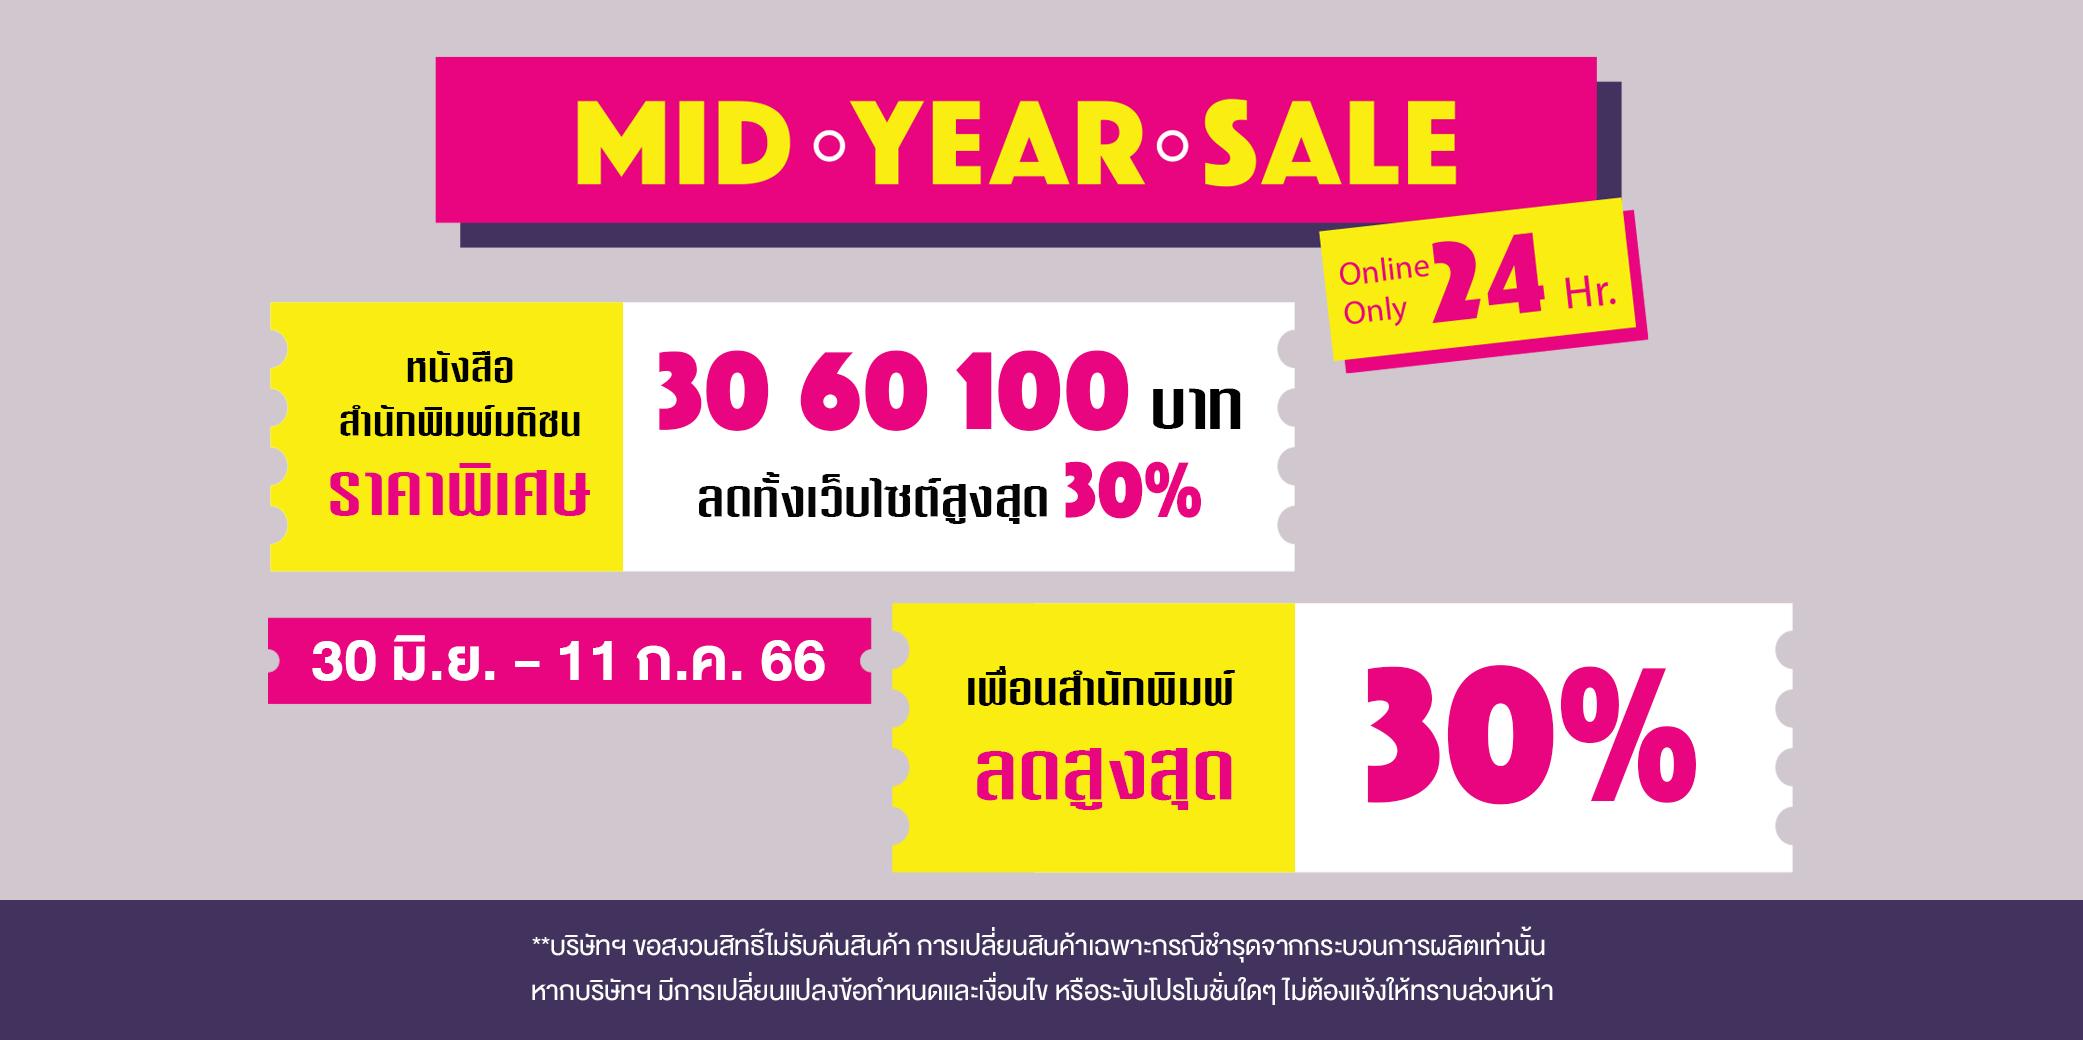 MID YEAR SALE
Online
Only 24 Hr.
หนังสือ
สำนักพิมพ์มติชน
ราคาพิเศษ
30 60 100 บาท
ลดทั้งเว็บไซต์สูงสุด 30%
30 มิ.ย. – 11 ก.ค. 66
เพื่อนสำนักพิมพ์
ลดสูงสุด
30%
**บริษัทฯ ขอสงวนสิทธิ์ไม่รับคืนสินค้า การเปลี่ยนสินค้าเฉพาะกรณีชำรุดจากกระบวนการผลิตเท่านั้น
หากบริษัทฯ มีการเปลี่ยนแปลงข้อกำหนดและเงื่อนไข หรือระงับโปรโมชั่นใดๆ ไม่ต้องแจ้งให้ทราบล่วงหน้า